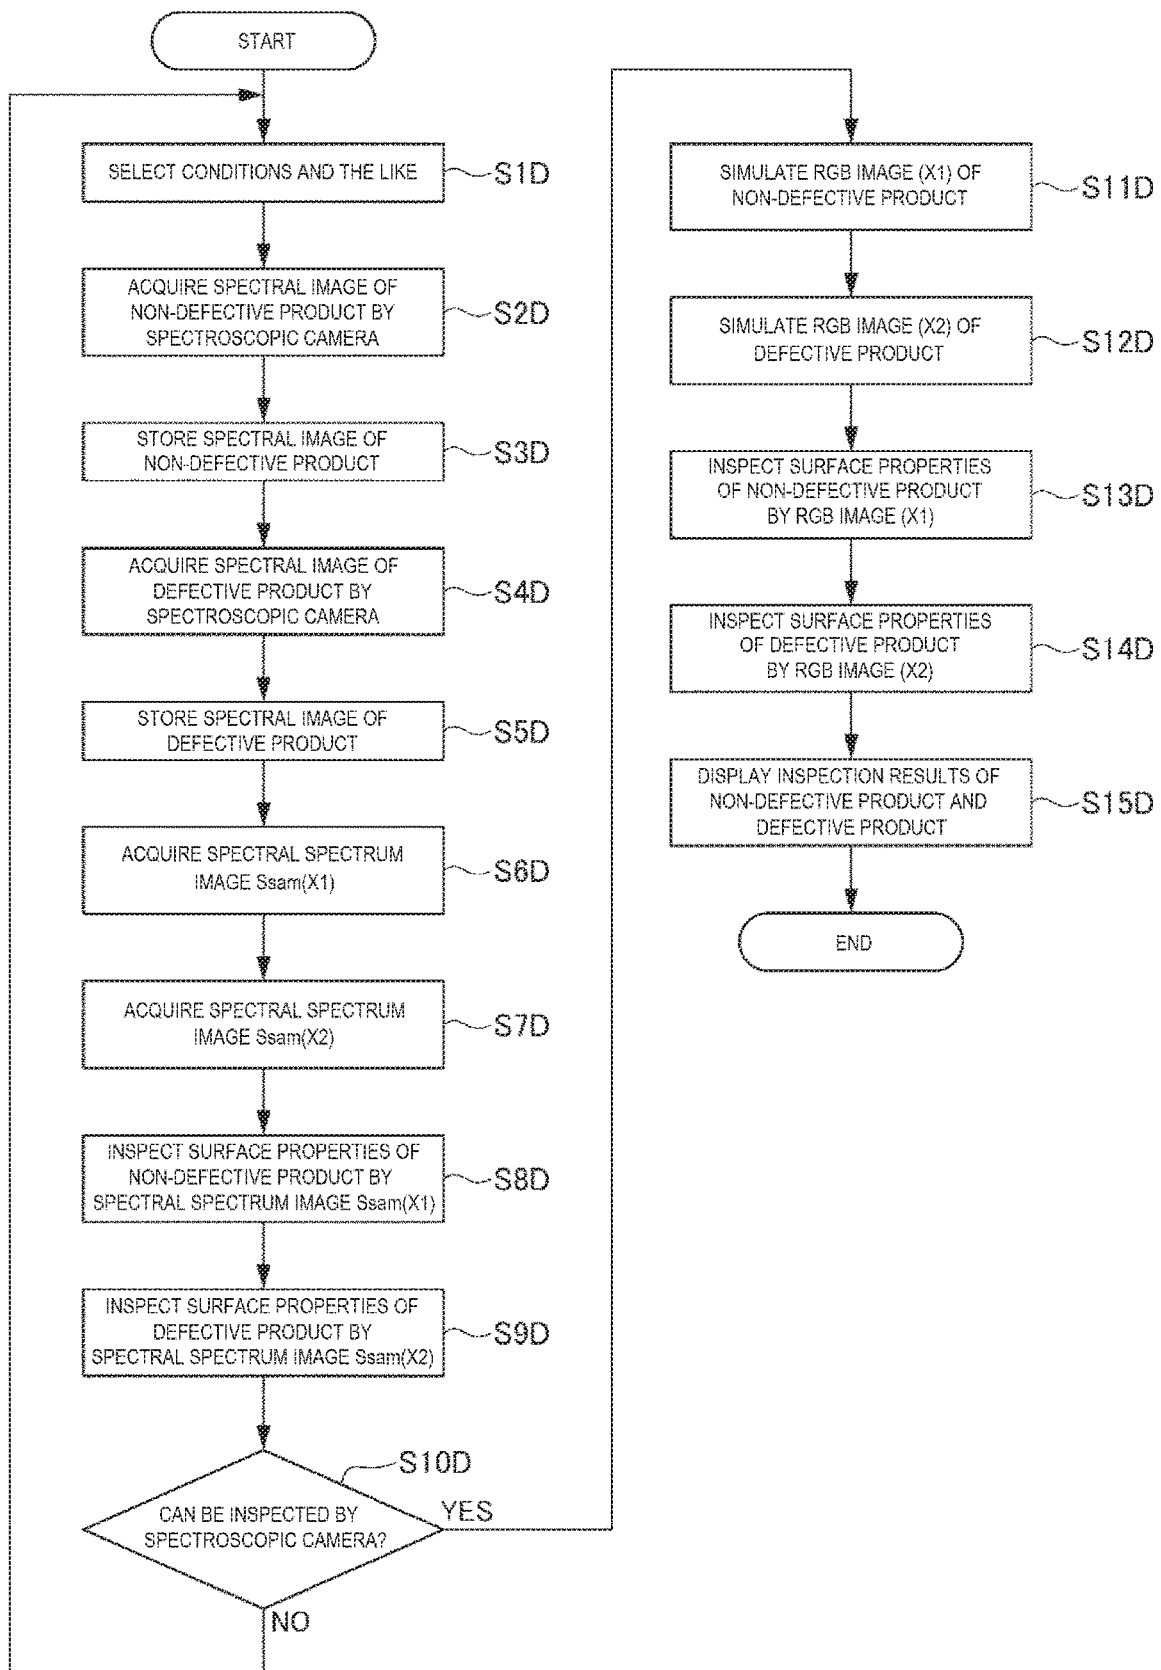 START
SELECT CONDITIONS AND THE LIKE
S1D
ACQUIRE SPECTRAL IMAGE OF
NON-DEFECTIVE PRODUCT BY
SPECTROSCOPIC CAMERA
S2D
STORE SPECTRAL IMAGE OF
NON-DEFECTIVE PRODUCT
S3D
ACQUIRE SPECTRAL IMAGE OF
DEFECTIVE PRODUCT BY
SPECTROSCOPIC CAMERA
S4D
STORE SPECTRAL IMAGE OF
DEFECTIVE PRODUCT
S5D
ACQUIRE SPECTRAL SPECTRUM
IMAGE Ssam(X1)
S6D
ACQUIRE SPECTRAL SPECTRUM
IMAGE Ssam(X2)
S7D
INSPECT SURFACE PROPERTIES OF
NON-DEFECTIVE PRODUCT BY
SPECTRAL SPECTRUM IMAGE Ssam(X1)
S8D
INSPECT SURFACE PROPERTIES OF
DEFECTIVE PRODUCT BY
SPECTRAL SPECTRUM IMAGE Ssam(X2)
S9D
S10D
CAN BE INSPECTED BY
SPECTROSCOPIC CAMERA?
YES
NO
SIMULATE RGB IMAGE (X1) OF
NON-DEFECTIVE PRODUCT
S11D
SIMULATE RGB IMAGE (X2) OF
DEFECTIVE PRODUCT
S12D
INSPECT SURFACE PROPERTIES
OF NON-DEFECTIVE PRODUCT
BY RGB IMAGE (X1)
S13D
INSPECT SURFACE PROPERTIES
OF DEFECTIVE PRODUCT
BY RGB IMAGE (X2)
S14D
DISPLAY INSPECTION RESULTS OF
NON-DEFECTIVE PRODUCT AND
DEFECTIVE PRODUCT
S15D
END